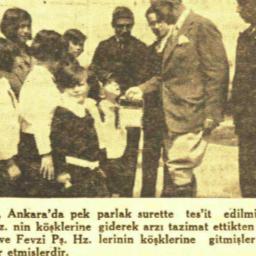 , Ankara'da pek parlak surette tes'it edilmi
z. nin köşklerine giderek arzı tazimat ettikten
ve Fevzi Pş. Hz. lerinin köşklerine gitmişler
r etmişlerdir.